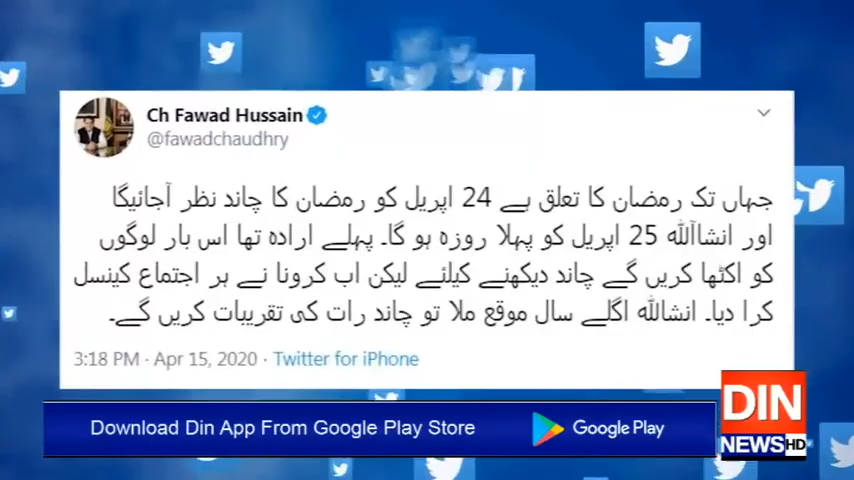 Ch Fawad Hussain
@fawadchaudhry
جہاں تک رمضان کا تعلق ہے 24 اپریل کو رمضان کا چاند نظر آجائیگا
اور انشاآللہ 25 اپریل کو پہلا روزہ ہو گا۔ پہلے ارادہ تھا اس بار لوگوں
کو اکٹھا کریں گے چاند دیکھنے کیلئے لیکن اب کرونا نے ہر اجتماع کینسل
کرا دیا۔ انشاللہ اگلے سال موقع ملا تو چاند رات کی تقریبات کریں گے۔
3:18 PM · Apr 15, 2020 · Twitter for iPhone
Download Din App From Google Play Store
Google Play
DIN
NEWS HD